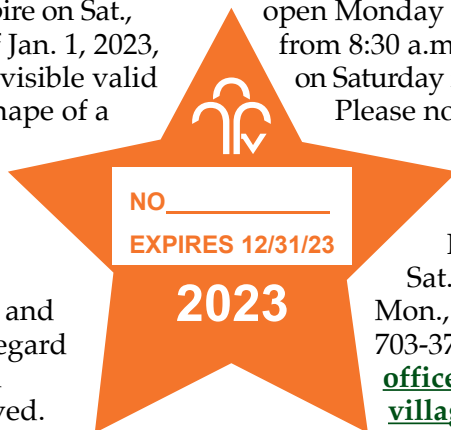 pire on Sat.,
Jan. 1, 2023,
visible valid
hape of a
and
egard
ved.
NO
EXPIRES 12/31/23
2023
open Monday
from 8:30 a.m
on Saturday
Please no
Sat.
Mon.,
703-37
office
villag